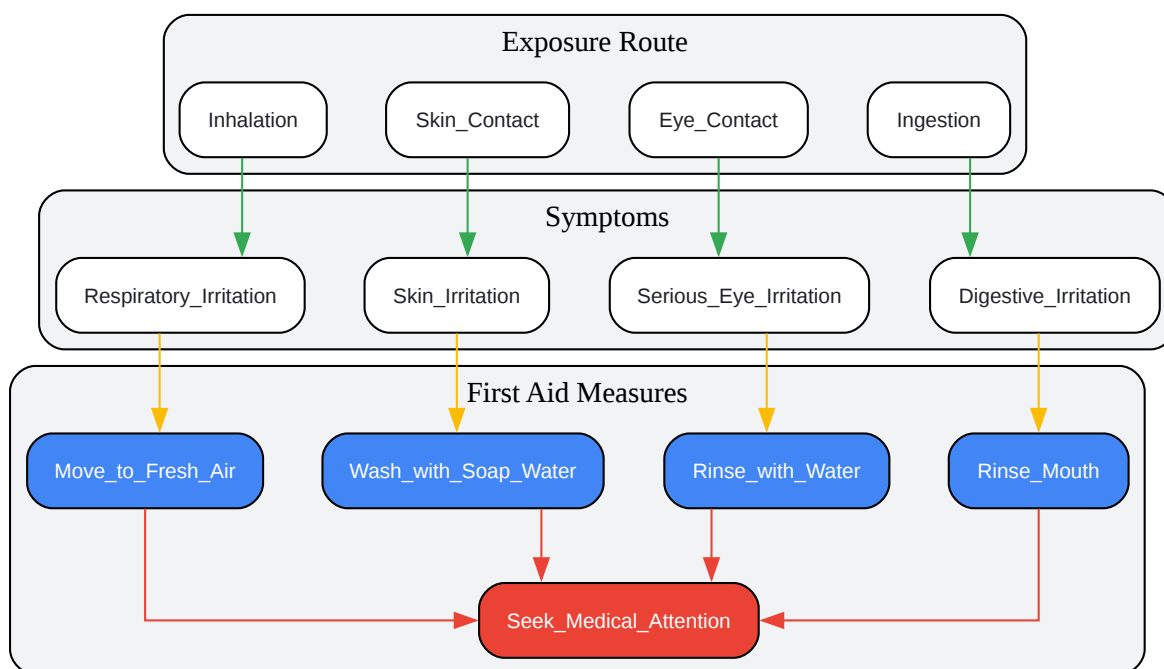 Exposure Route
Inhalation
Skin_Contact
Eye_Contact
Ingestion
Symptoms
Respiratory_Irritation
Skin_Irritation
Serious_Eye_Irritation
Digestive_Irritation
First Aid Measures
Move_to_Fresh_Air
Wash_with_Soap_Water
Rinse_with_Water
Rinse_Mouth
Seek_Medical_Attention